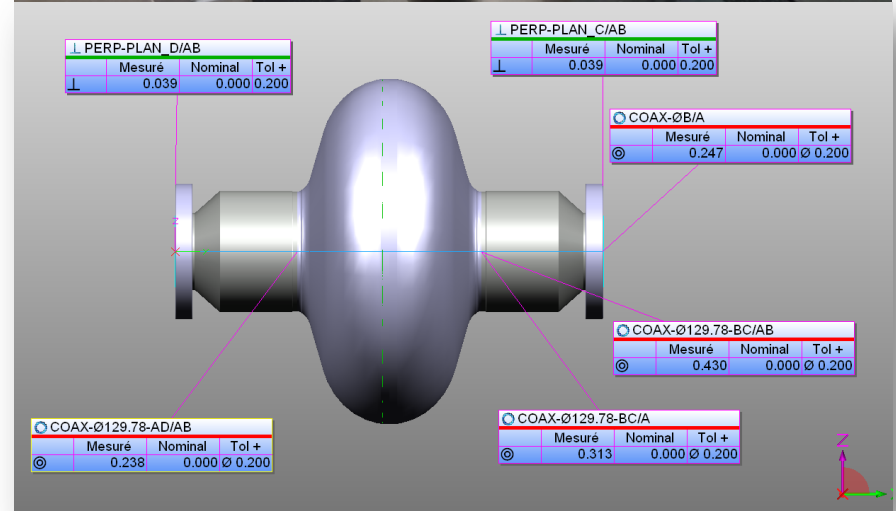 PERP-PLAN_D/AB
Mesuré Nominal Tol +
⊥ 0.039 0.000 0.200
PERP-PLAN_C/AB
Mesuré Nominal Tol +
⊥ 0.039 0.000 0.200
COAX-ØB/A
Mesuré Nominal Tol +
◎ 0.247 0.000 Ø 0.200
COAX-Ø129.78-BC/AB
Mesuré Nominal Tol +
◎ 0.430 0.000 Ø 0.200
COAX-Ø129.78-AD/AB
Mesuré Nominal Tol +
◎ 0.238 0.000 Ø 0.200
COAX-Ø129.78-BC/A
Mesuré Nominal Tol +
◎ 0.313 0.000 Ø 0.200
Z
Z